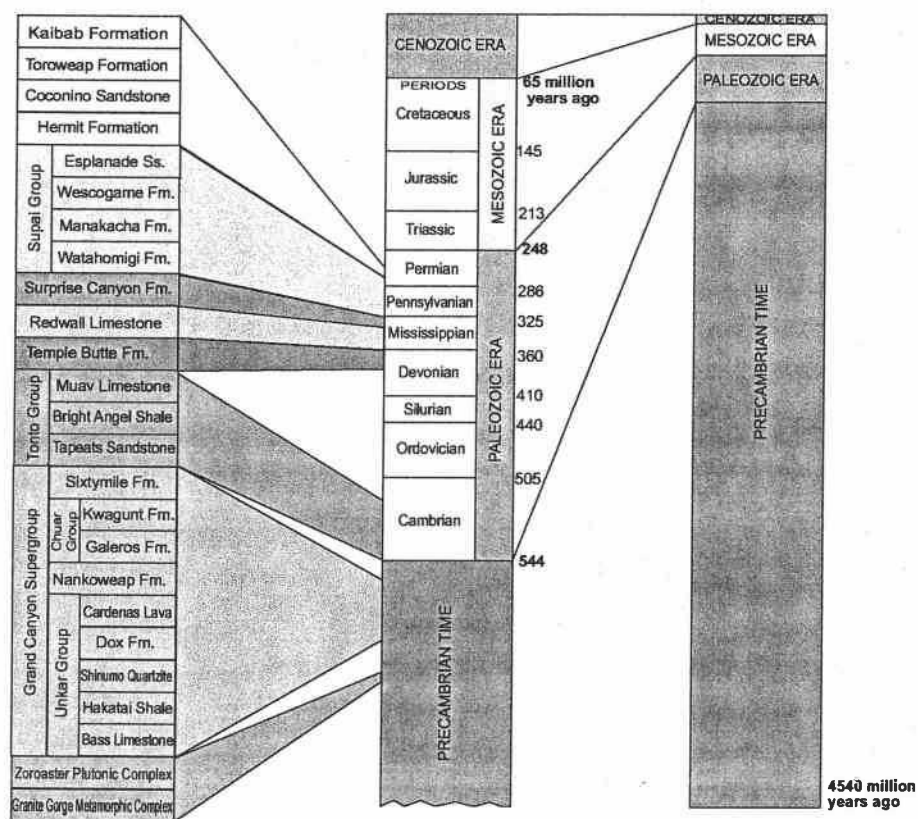 Kaibab Formation
Toroweap Formation
Coconino Sandstone
Hermit Formation
Supai Group
Esplanade Ss.
Wescogame Fm.
Manakacha Fm.
Watahomigi Fm.
Surprise Canyon Fm.
Redwall Limestone
Temple Butte Fm.
Tonto Group
Muav Limestone
Bright Angel Shale
Tapeats Sandstone
Grand Canyon Supergroup
Sixtymile Fm.
Chuar
Group
Kwagunt Fm.
Galeros Fm.
Nankoweap Fm.
Unkar Group
Cardenas Lava
Dox Fm.
Shinumo Quartzite
Hakatai Shale
Bass Limestone
Zoroaster Plutonic Complex
Granite Gorge Metamorphic Complex
CENOZOIC ERA
PERIODS
Cretaceous
Jurassic
Triassic
MESOZOIC ERA
Permian
Pennsylvanian
Mississippian
Devonian
Silurian
Ordovician
Cambrian
PALEOZOIC ERA
PRECAMBRIAN TIME
65 million
years ago
145
213
248
286
325
360
410
440
505
544
CENOZOIC ERA
MESOZOIC ERA
PALEOZOIC ERA
PRECAMBRIAN TIME
4540 million
years ago